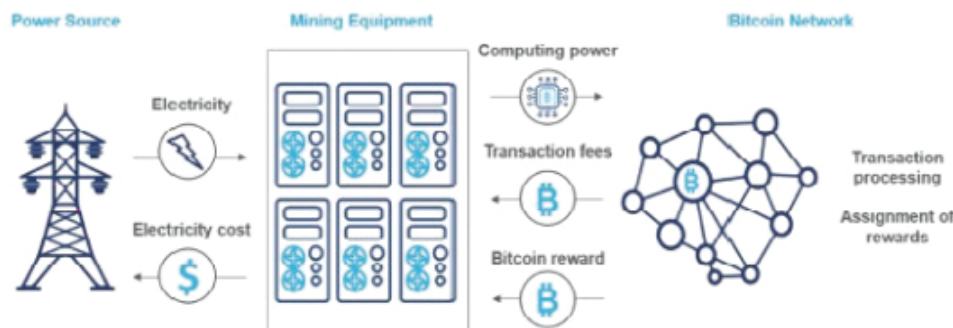 Power Source
Mining Equipment
Bitcoin Network
Computing power
Electricity
Transaction fees
Transaction
processing
Electricity cost
Assignment of
rewards
Bitcoin reward